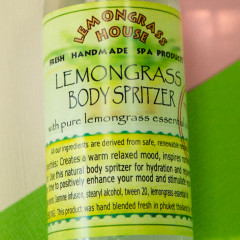 LEMONGRASS
HOUSE
FRESH HANDMADE SPA PRODUCTS
LEMONGRASS
BODY SPRITZER
with pure lemongrass essential
All our ingredients are derived from safe, renewable
Creates a warm relaxed mood, inspires
Use this natural body spritzer for hydration and
to positively enhance your mood and stimulate
infusion, stearyl alcohol, tween 20, lemongrass essential
This product was hand blended fresh in phuket